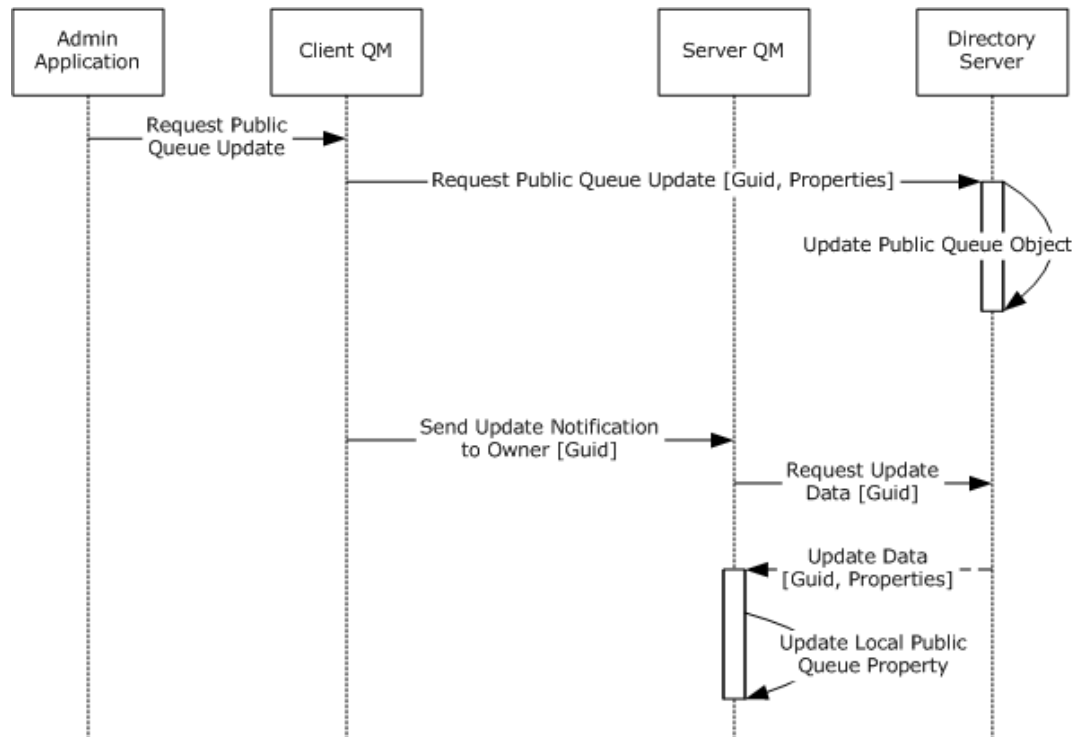 Admin
Application
Client QM
Server QM
Directory
Server
Request Public
Queue Update
Request Public Queue Update [Guid, Properties]
Update Public Queue Object
Send Update Notification
to Owner [Guid]
Request Update
Data [Guid]
Update Data
[Guid, Properties]
Update Local Public
Queue Property